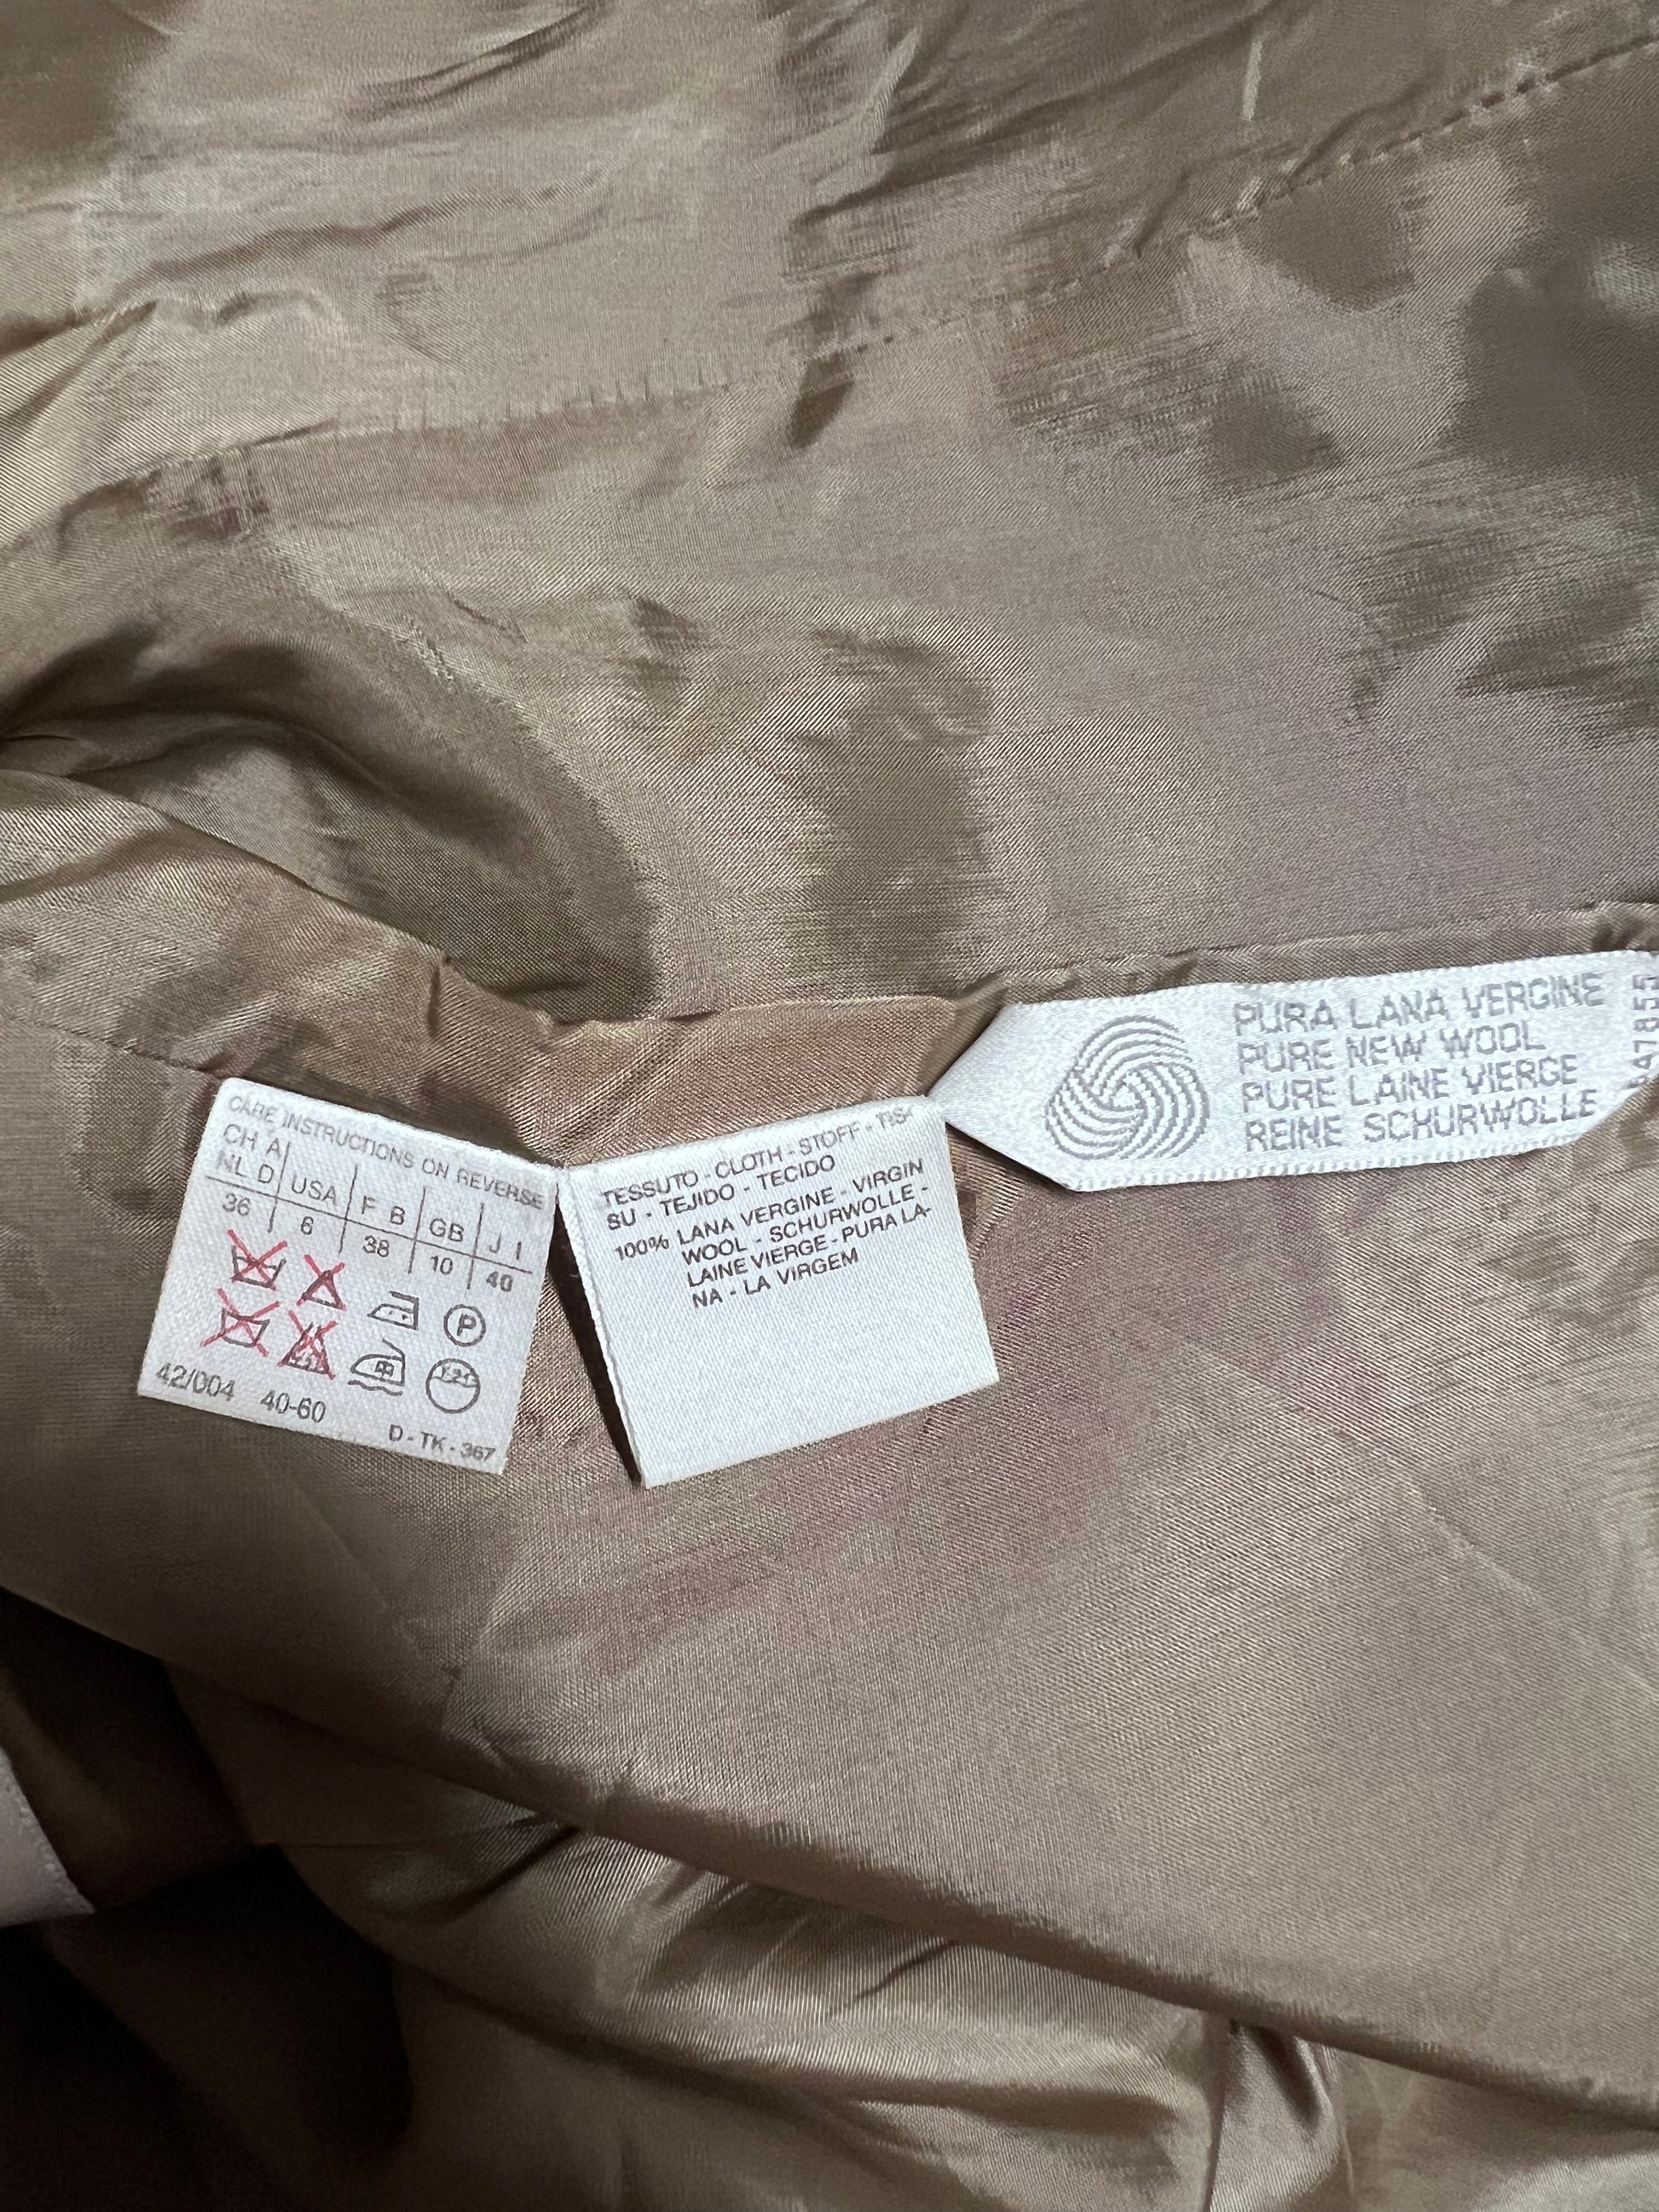 CARE INSTRUCTIONS ON REVERSE
CH A
NL D USA F B GB J I
36 6 38 10 40
P
42/004 40-60
D - TK - 367
TESSUTO - CLOTH - STOFF - TIS-
SU - TEJIDO - TECIDO
100% LANA VERGINE - VIRGIN
WOOL - SCHURWOLLE -
LAINE VIERGE - PURA LA-
NA - LA VIRGEM
PURA LANA VERGINE
PURE NEW WOOL
PURE LAINE VIERGE
REINE SCHURWOLLE